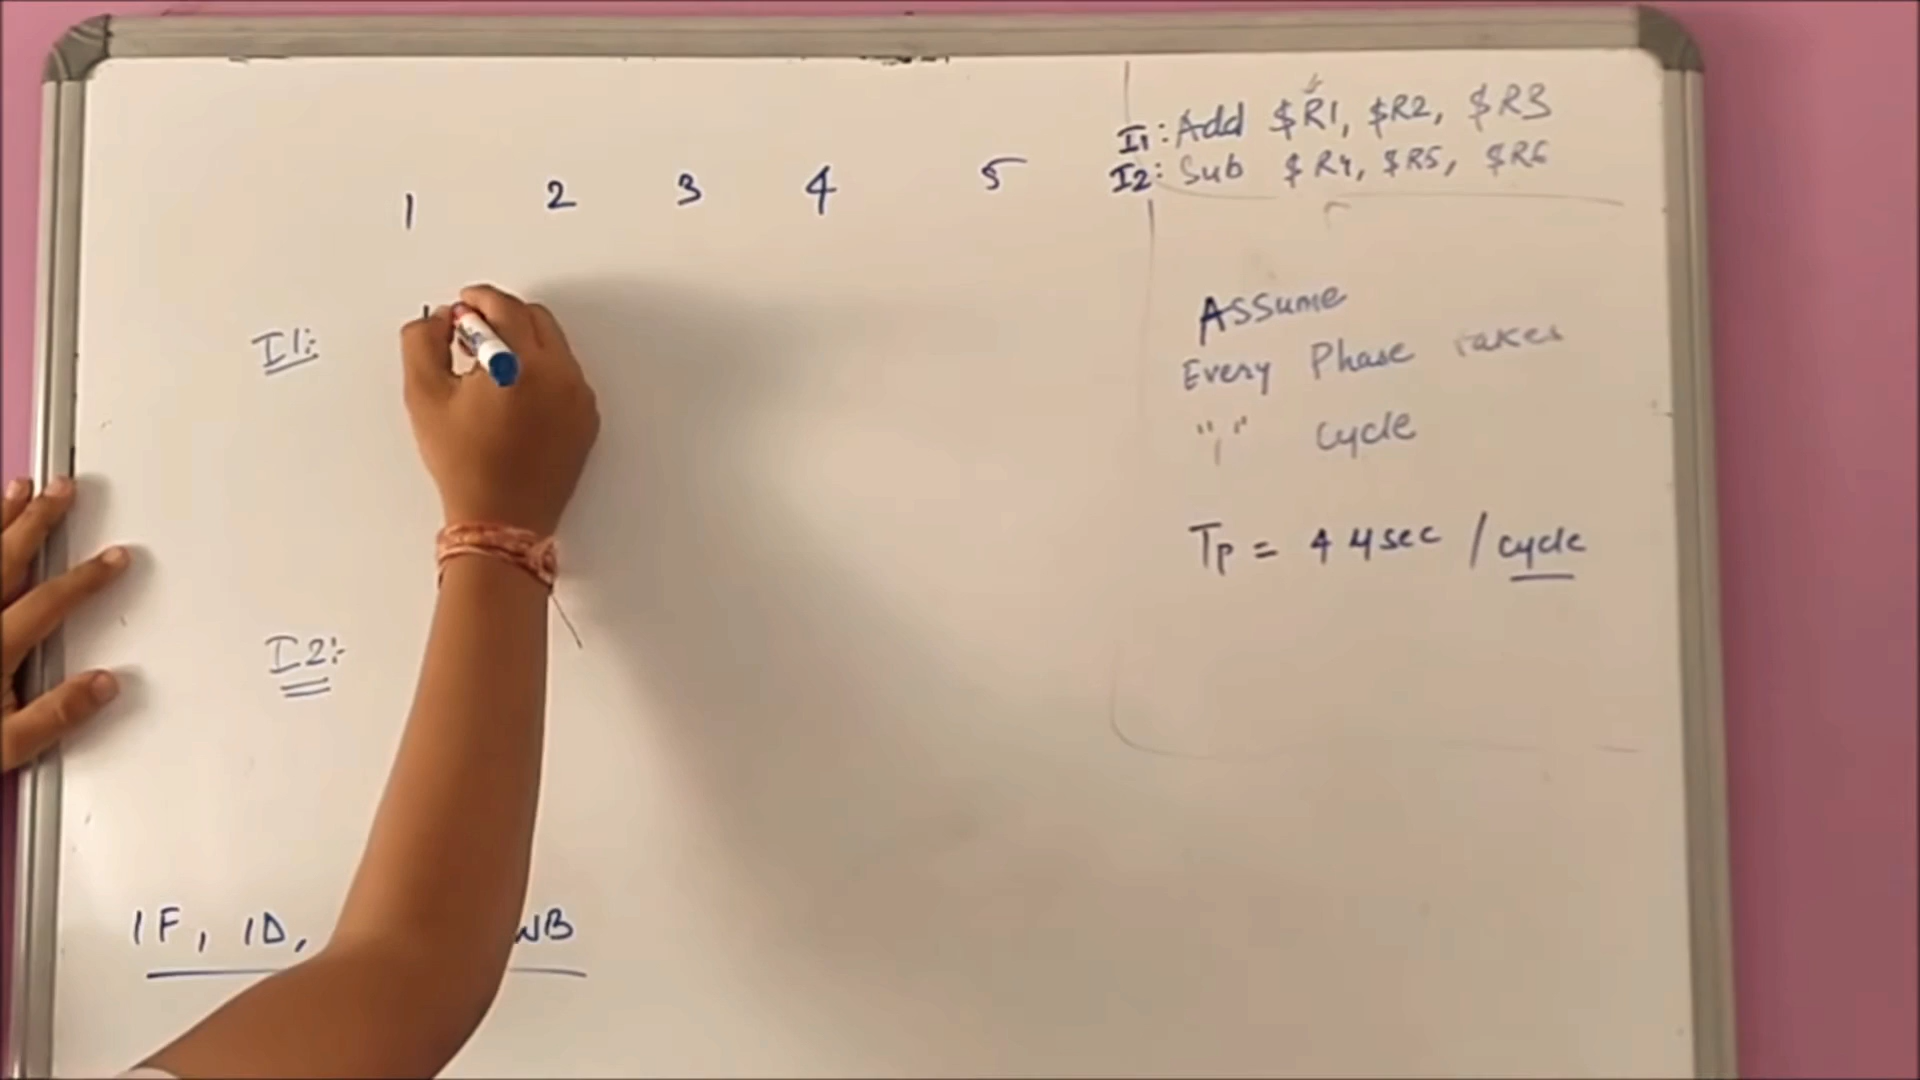 I1: Add $R1, $R2, $R3
I2: Sub $R4, $R5, $R6
1 2 3 4 5
I1:-
I2:-
Assume
Every Phase takes
"1" cycle
Tp = 4 4sec / cycle
IF, ID, WB